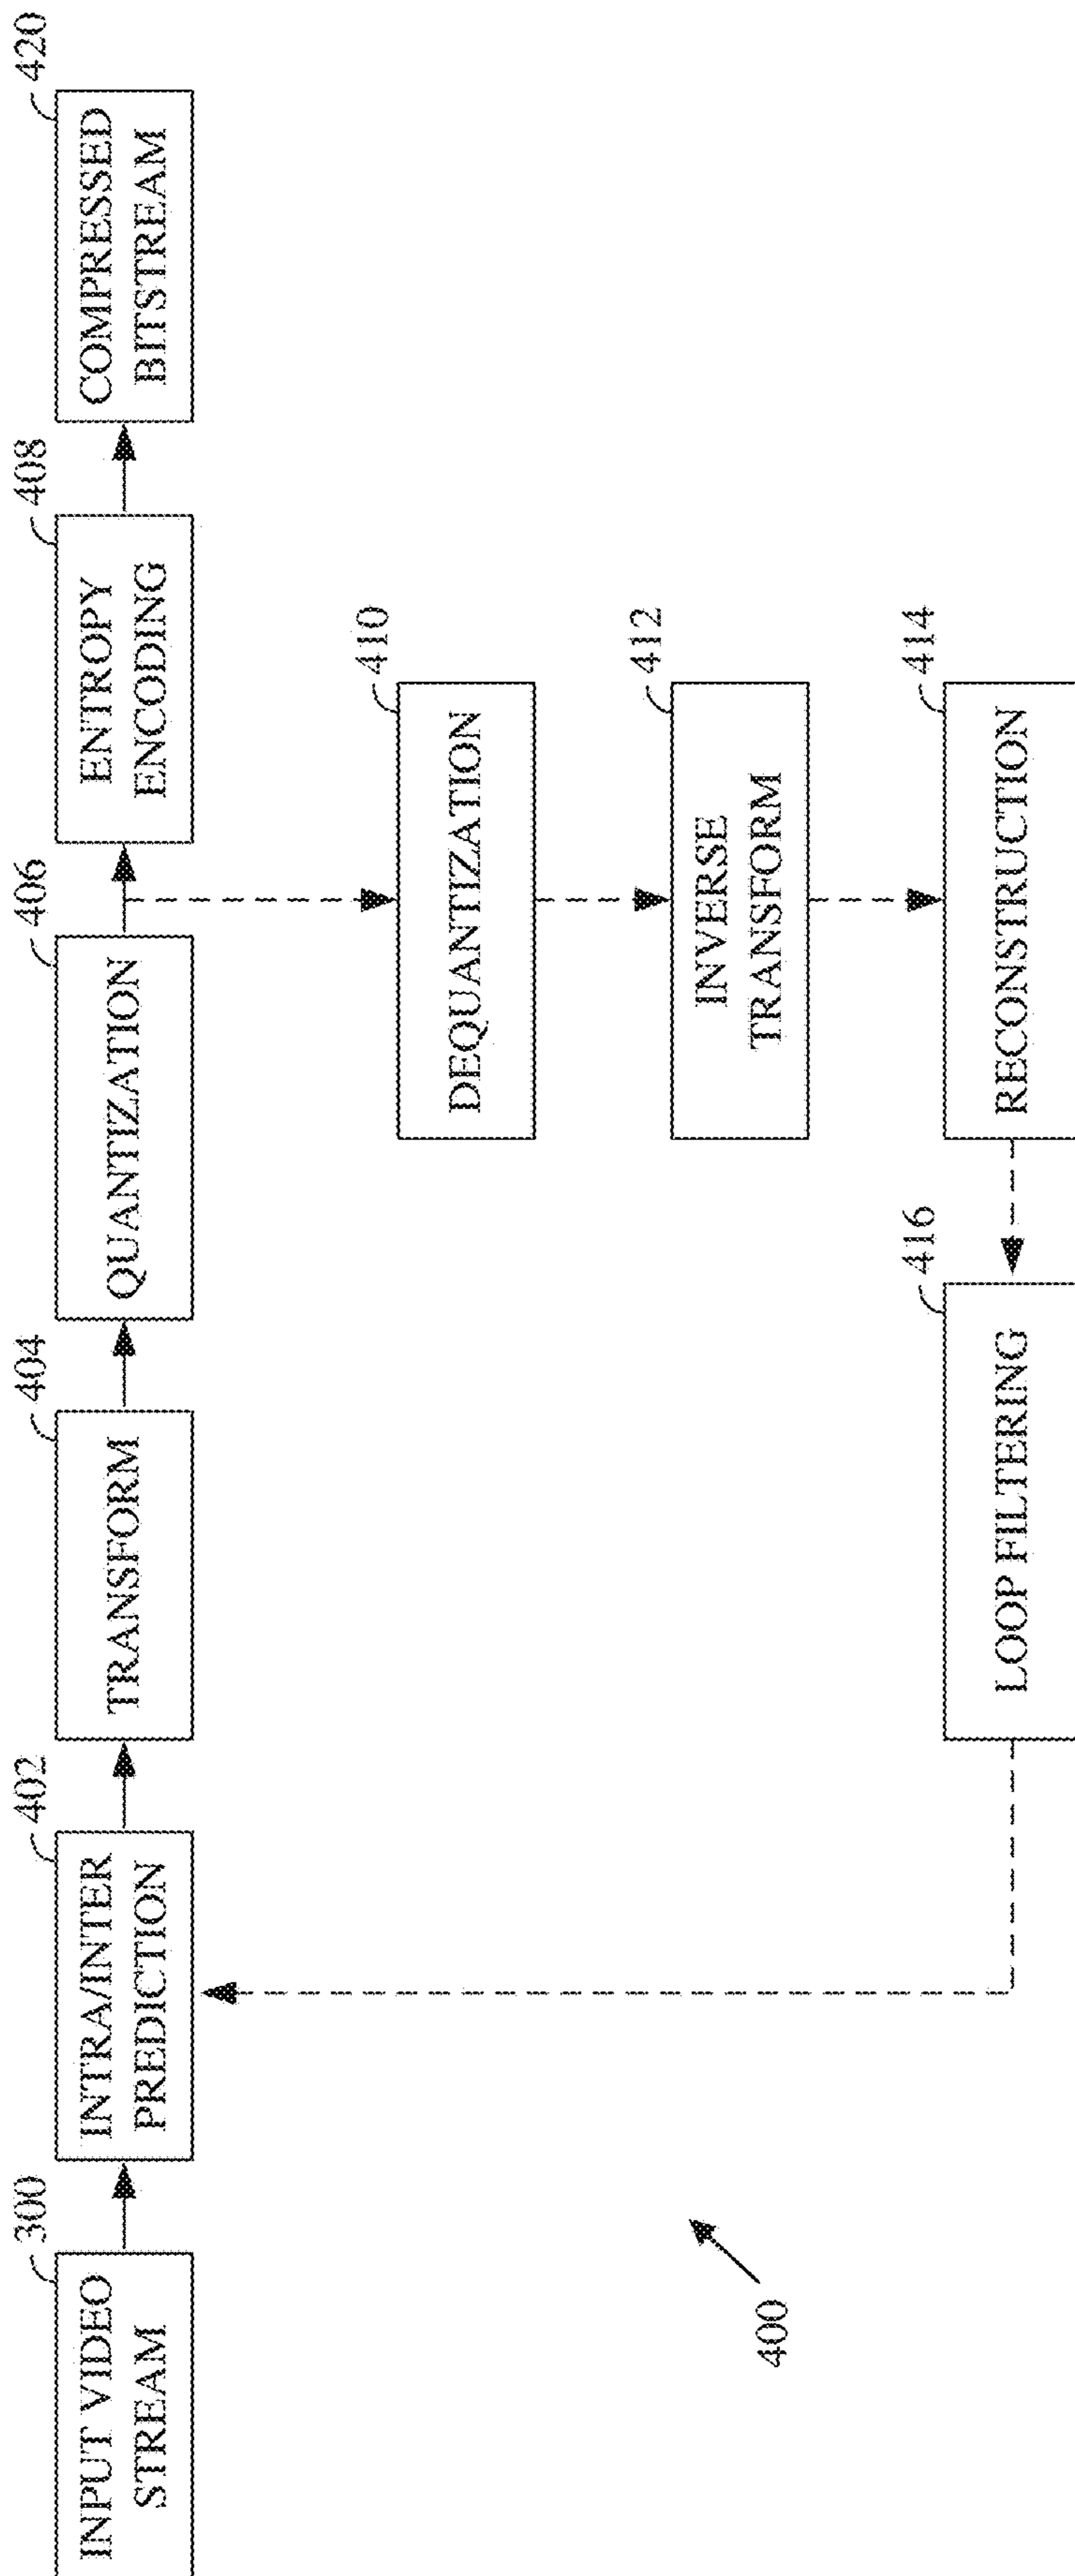 300
INPUT VIDEO
STREAM
402
INTRA/INTER
PREDICTION
404
TRANSFORM
406
QUANTIZATION
408
ENTROPY
ENCODING
420
COMPRESSED
BITSTREAM
410
DEQUANTIZATION
412
INVERSE
TRANSFORM
414
RECONSTRUCTION
416
LOOP FILTERING
400